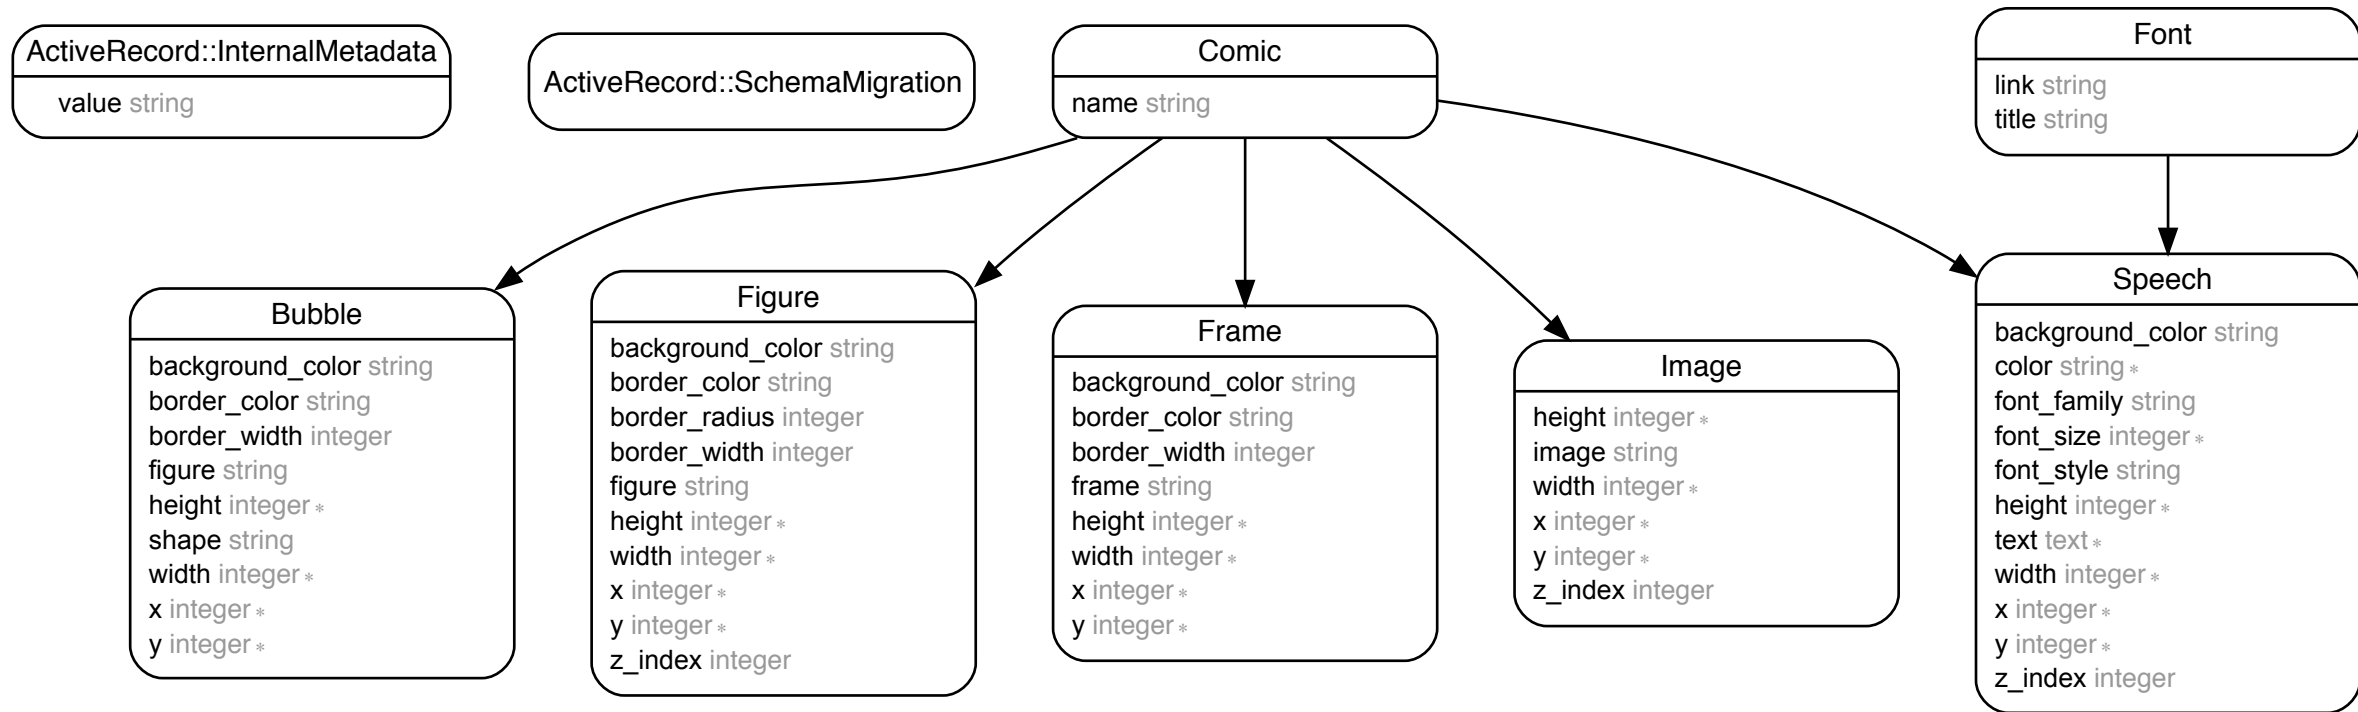 ActiveRecord::InternalMetadata
value string
ActiveRecord::SchemaMigration
Comic
name string
Font
link string
title string
Bubble
background_color string
border_color string
border_width integer
figure string
height integer *
shape string
width integer *
x integer *
y integer *
Figure
background_color string
border_color string
border_radius integer
border_width integer
figure string
height integer *
width integer *
x integer *
y integer *
z_index integer
Frame
background_color string
border_color string
border_width integer
frame string
height integer *
width integer *
x integer *
y integer *
Image
height integer *
image string
width integer *
x integer *
y integer *
z_index integer
Speech
background_color string
color string *
font_family string
font_size integer *
font_style string
height integer *
text text *
width integer *
x integer *
y integer *
z_index integer